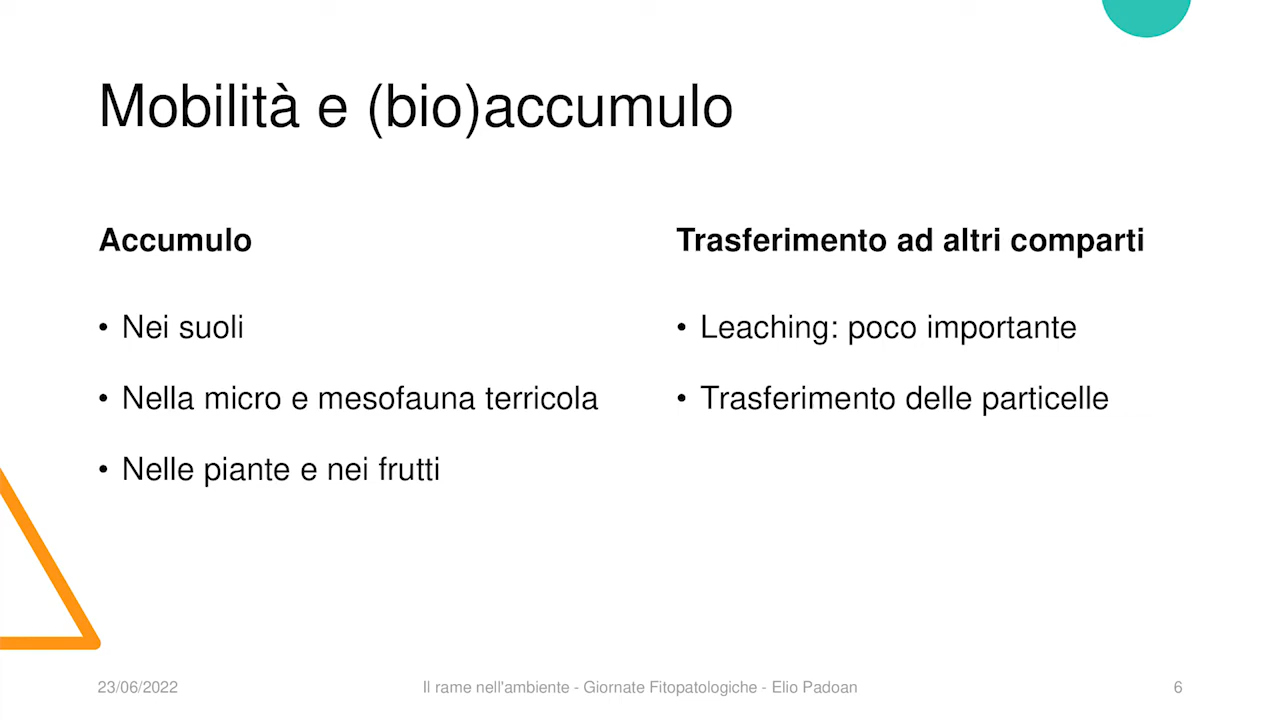 Mobilità e (bio)accumulo
Accumulo
• Nei suoli
• Nella micro e mesofauna terricola
• Nelle piante e nei frutti
Trasferimento ad altri comparti
• Leaching: poco importante
• Trasferimento delle particelle
23/06/2022
Il rame nell'ambiente - Giornate Fitopatologiche - Elio Padoan
6